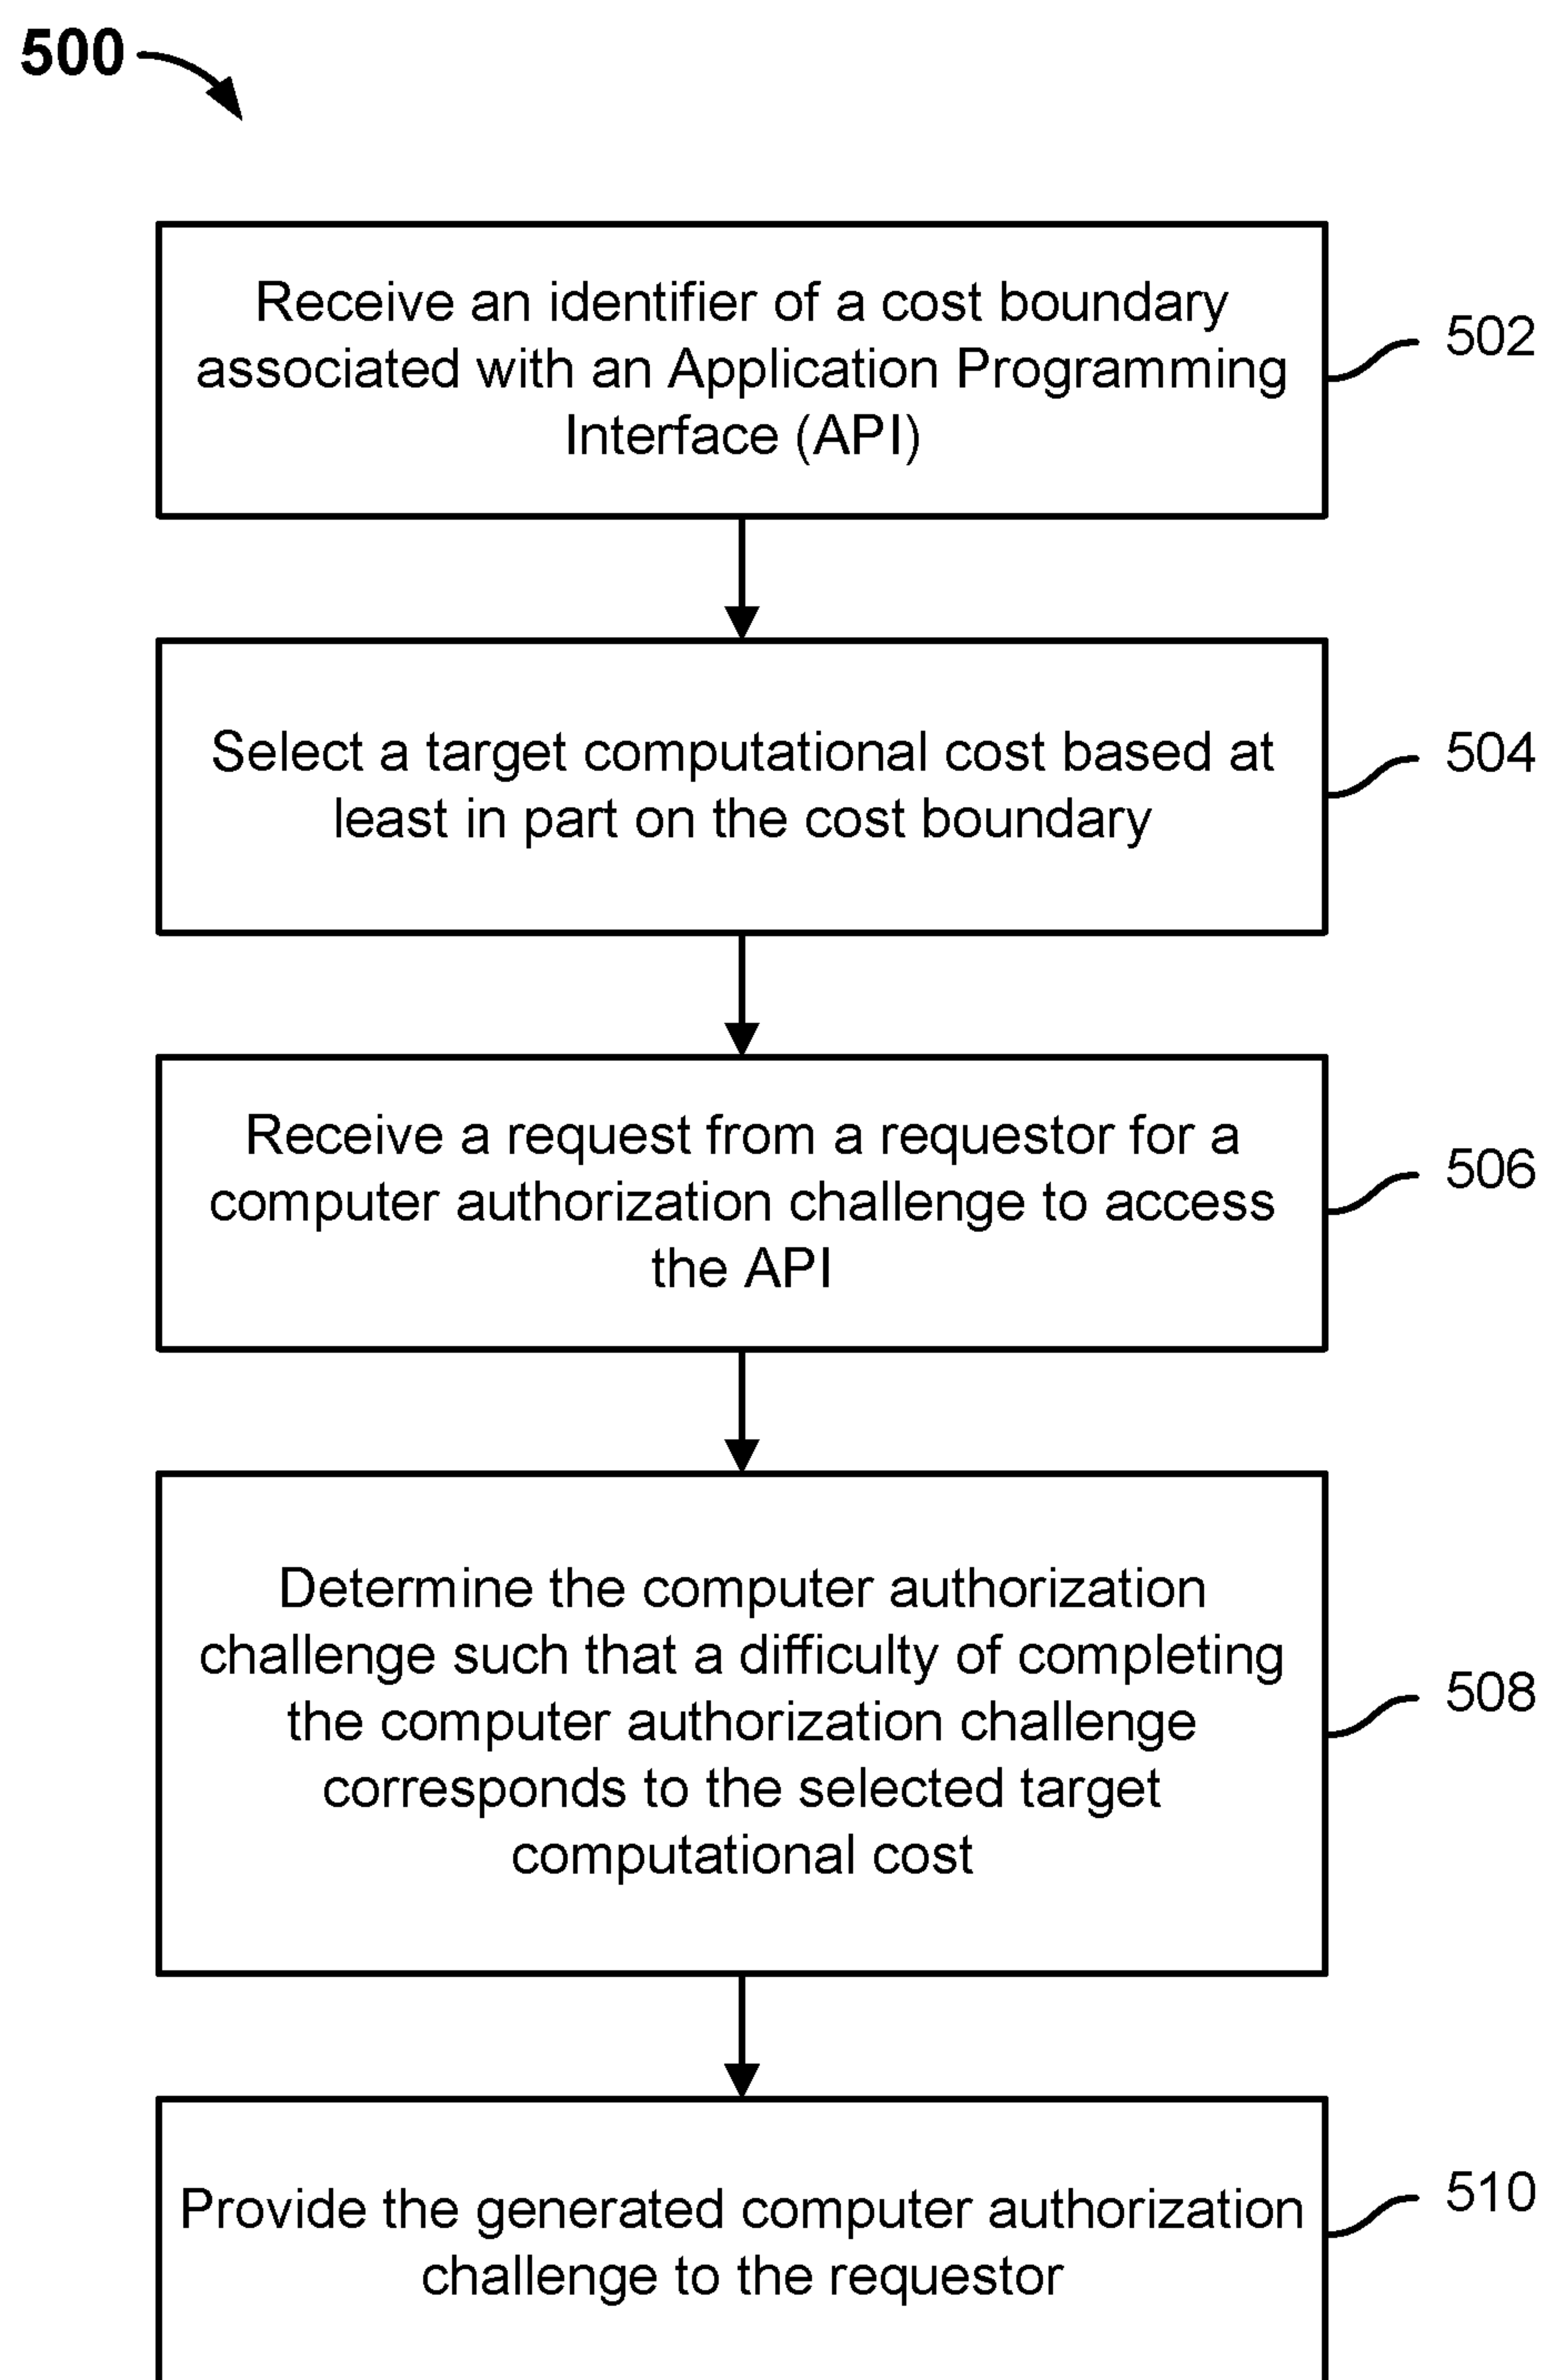 500
Receive an identifier of a cost boundary
associated with an Application Programming
Interface (API)
502
Select a target computational cost based at
least in part on the cost boundary
504
Receive a request from a requestor for a
computer authorization challenge to access
the API
506
Determine the computer authorization
challenge such that a difficulty of completing
the computer authorization challenge
corresponds to the selected target
computational cost
508
Provide the generated computer authorization
challenge to the requestor
510